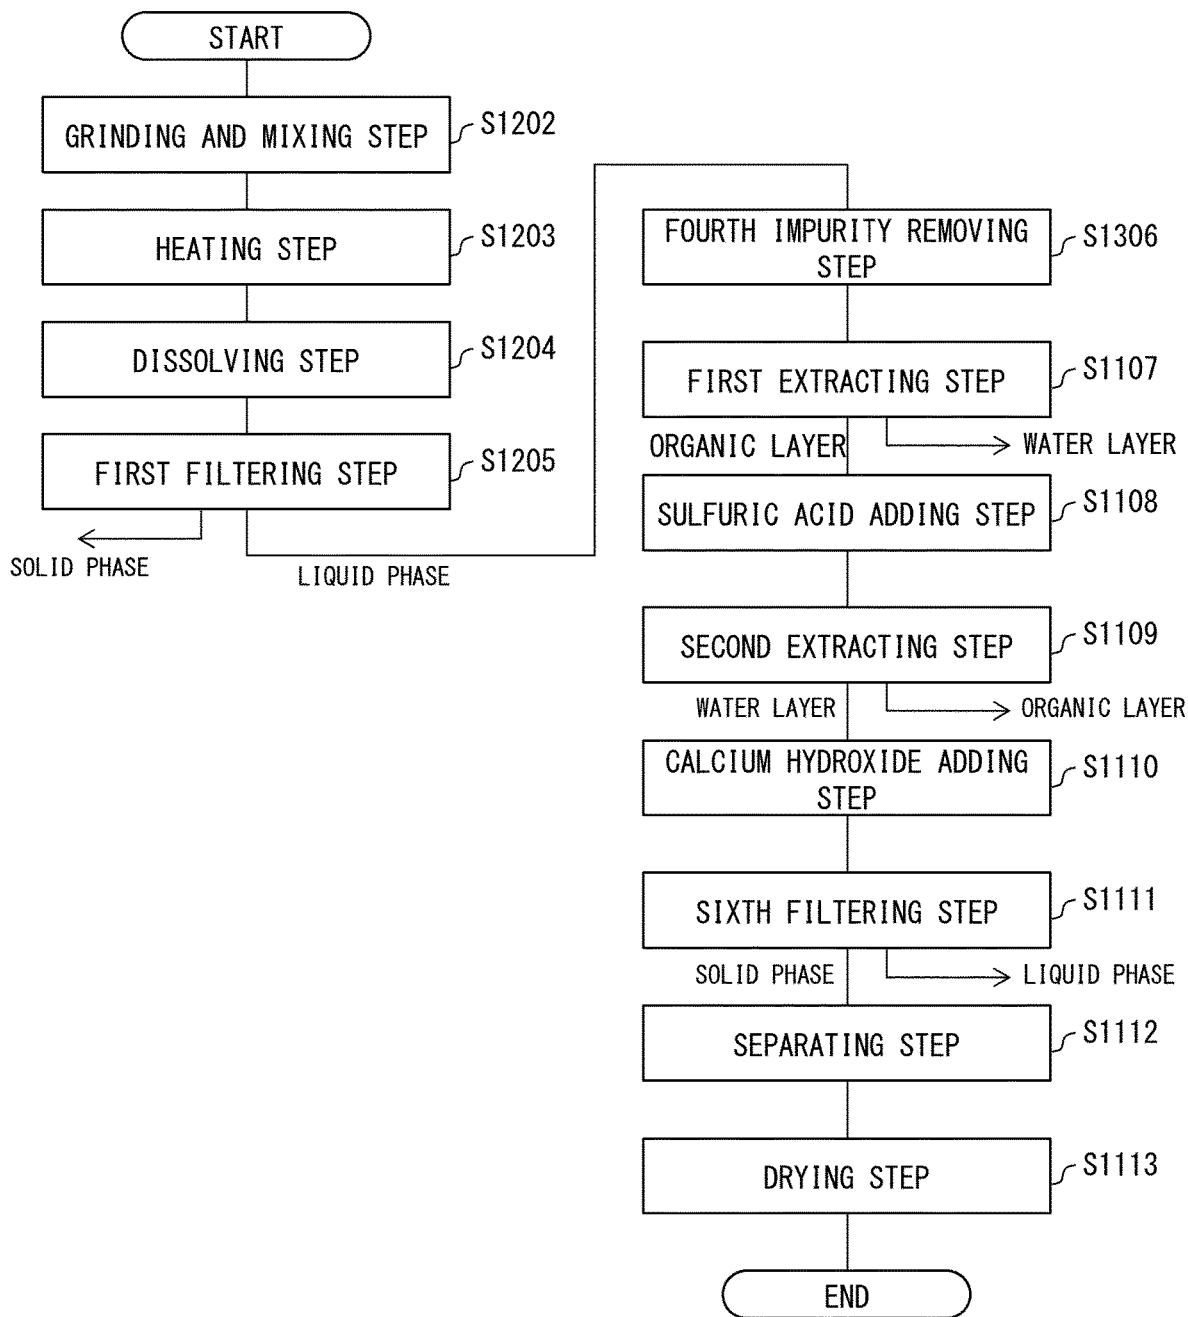 START
GRINDING AND MIXING STEP
S1202
HEATING STEP
S1203
DISSOLVING STEP
S1204
FIRST FILTERING STEP
S1205
SOLID PHASE
LIQUID PHASE
FOURTH IMPURITY REMOVING
STEP
S1306
FIRST EXTRACTING STEP
S1107
ORGANIC LAYER
WATER LAYER
SULFURIC ACID ADDING STEP
S1108
SECOND EXTRACTING STEP
S1109
WATER LAYER
ORGANIC LAYER
CALCIUM HYDROXIDE ADDING
STEP
S1110
SIXTH FILTERING STEP
S1111
SOLID PHASE
LIQUID PHASE
SEPARATING STEP
S1112
DRYING STEP
S1113
END